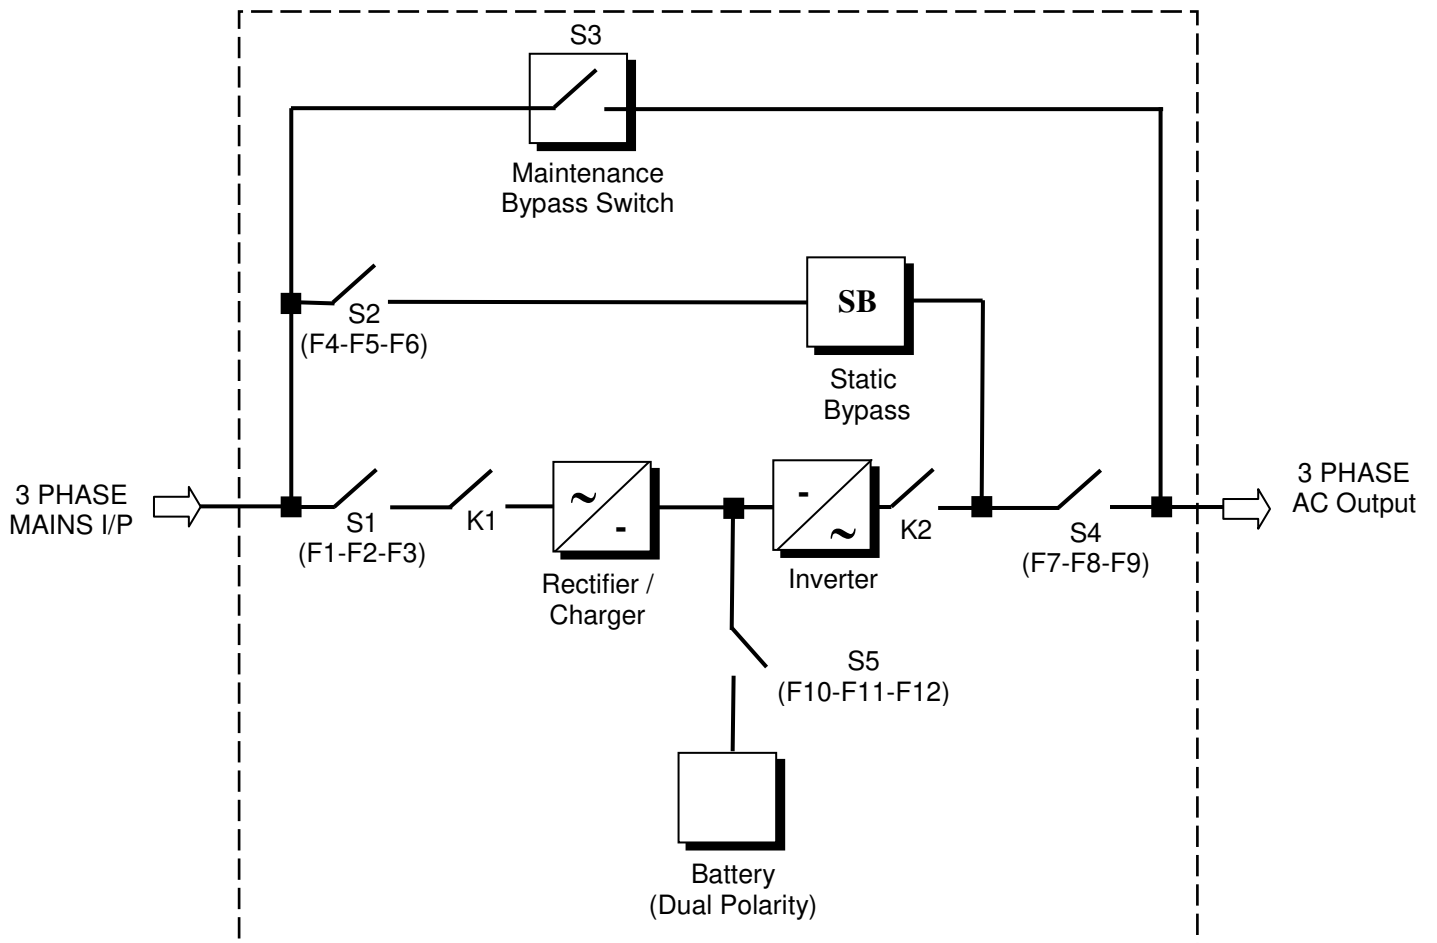 S3
Maintenance
Bypass Switch
SB
S2
(F4-F5-F6)
Static
Bypass
3 PHASE
MAINS I/P
S1
(F1-F2-F3)
K1
~
-
Rectifier /
Charger
-
~
Inverter
K2
S4
(F7-F8-F9)
3 PHASE
AC Output
S5
(F10-F11-F12)
Battery
(Dual Polarity)